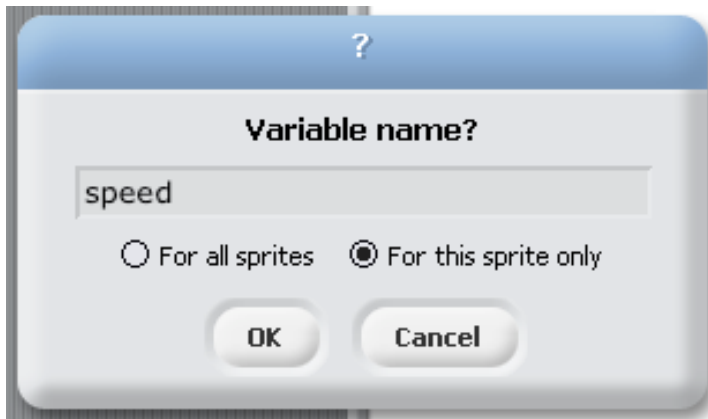 ?
Variable name?
speed
For all sprites For this sprite only
OK Cancel